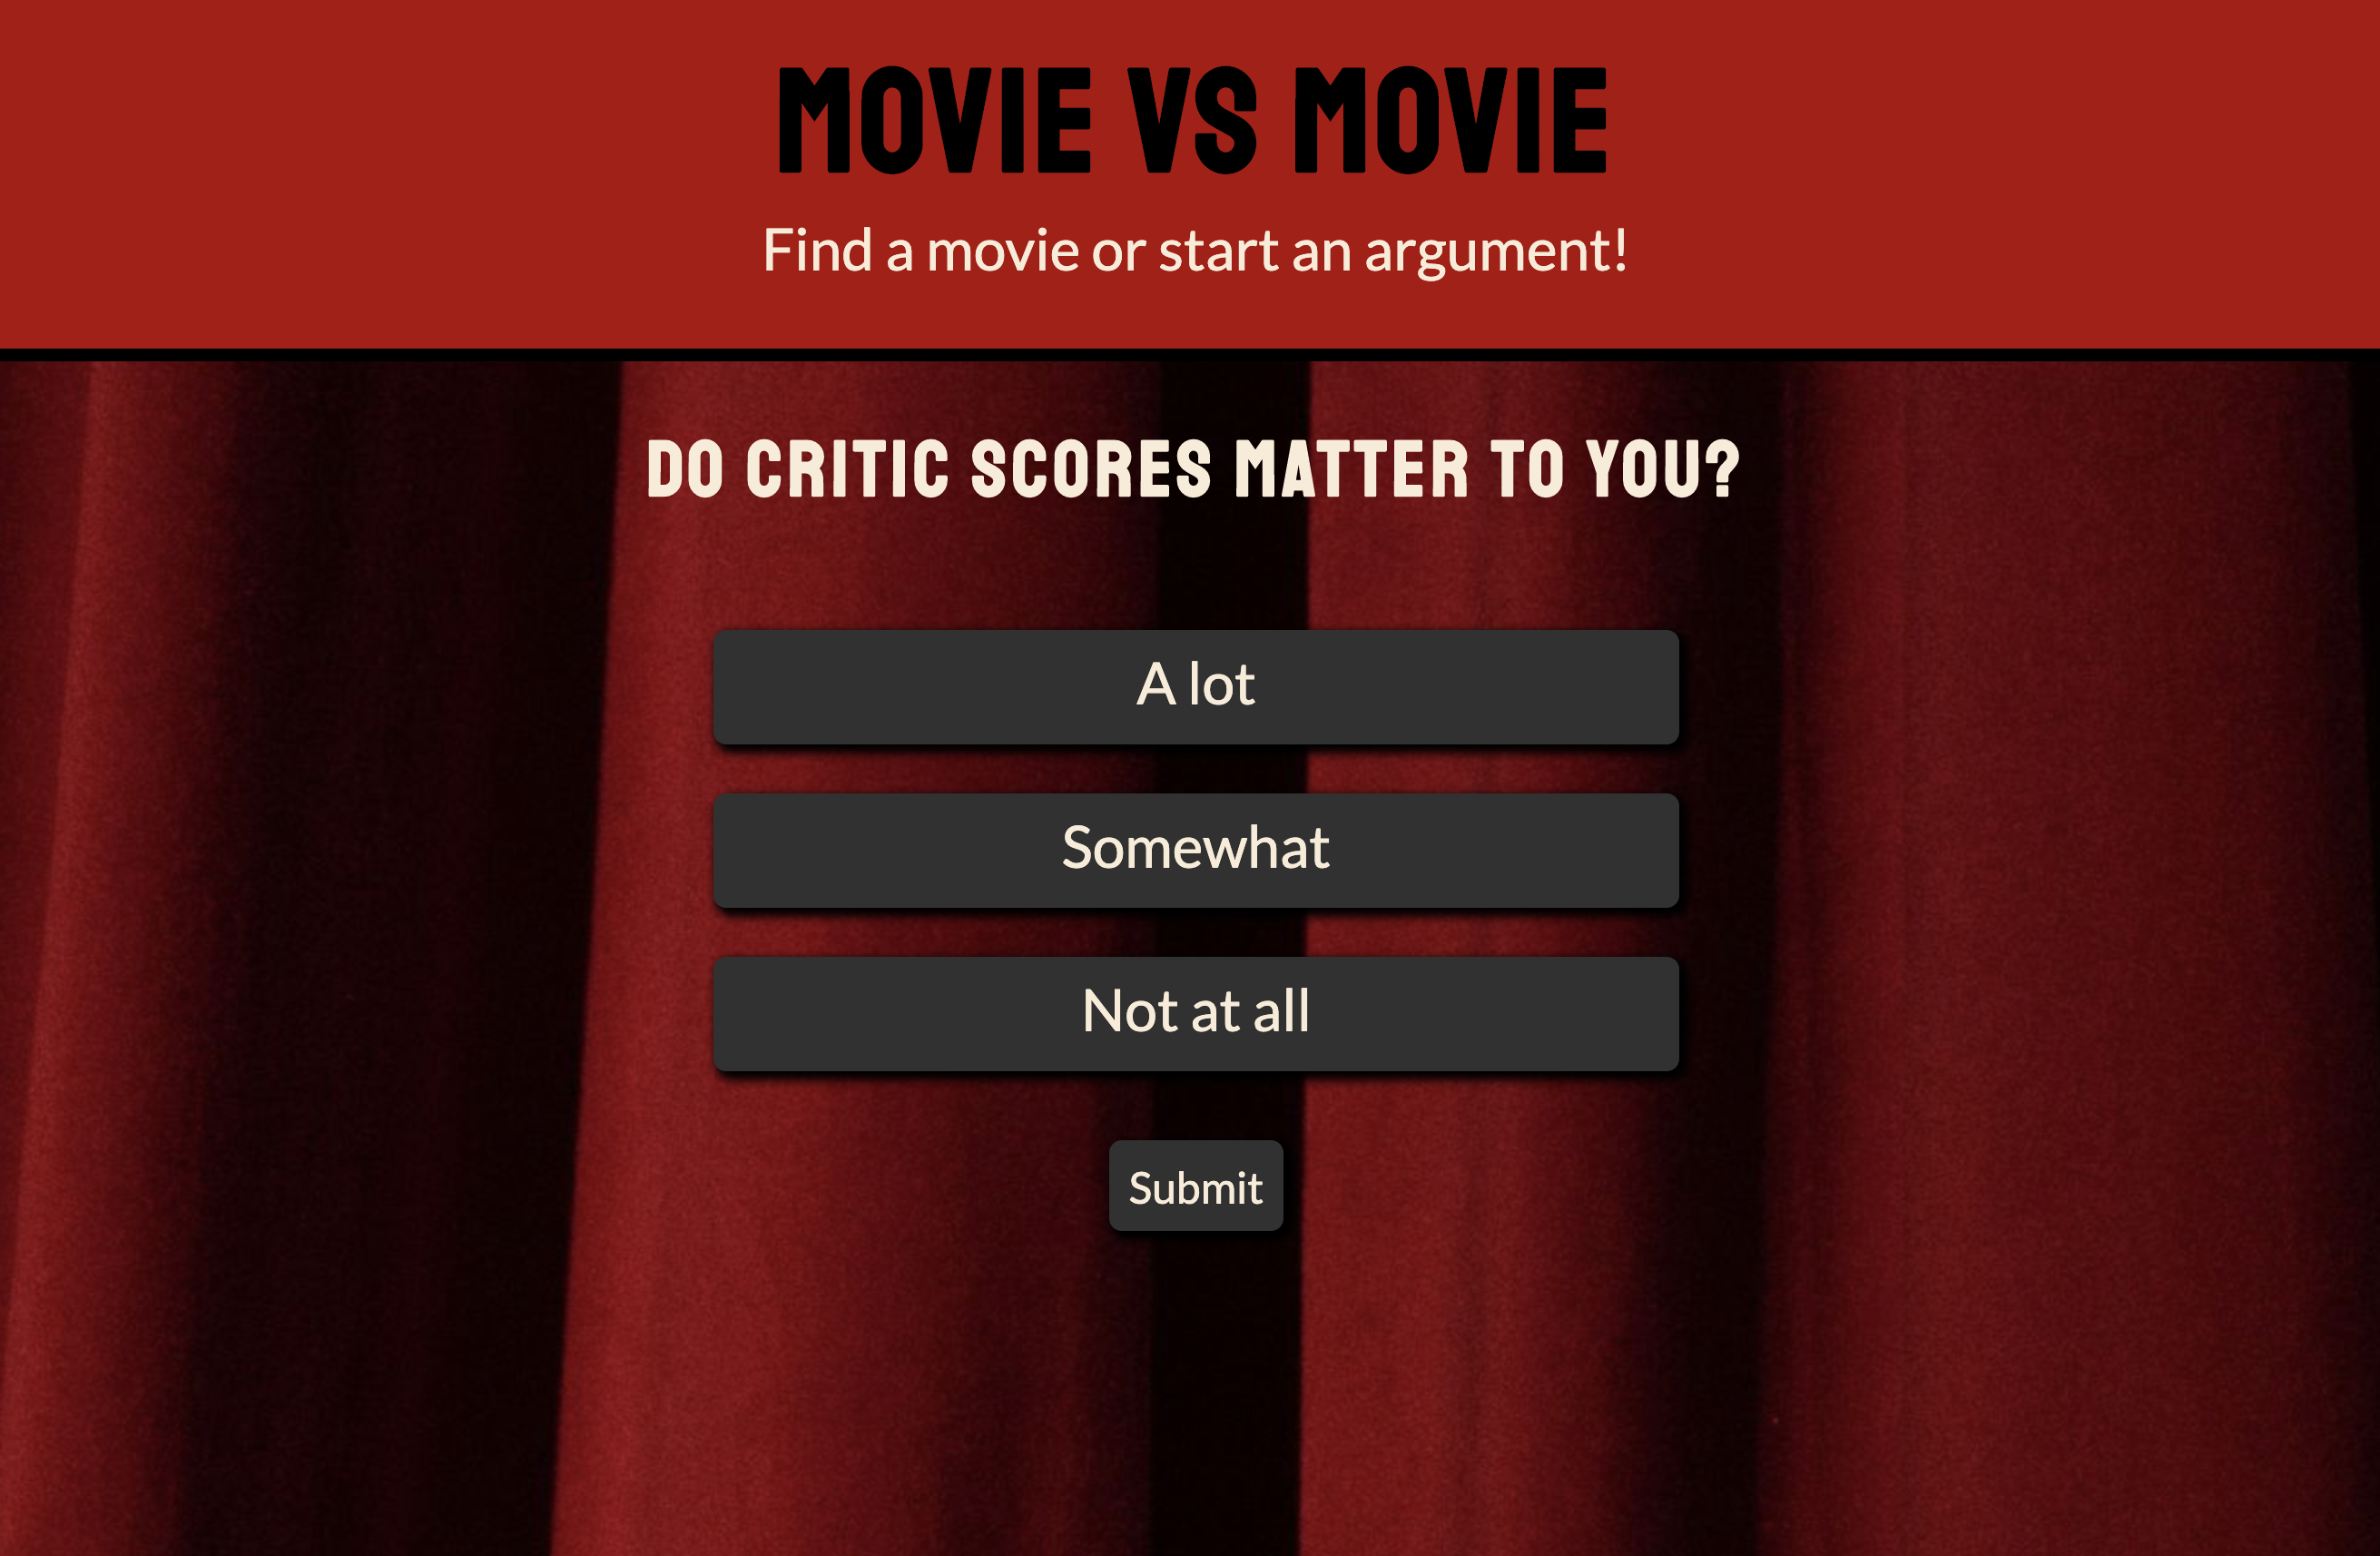 MOVIE VS MOVIE
Find a movie or start an argument!
DO CRITIC SCORES MATTER TO YOU?
A lot
Somewhat
Not at all
Submit